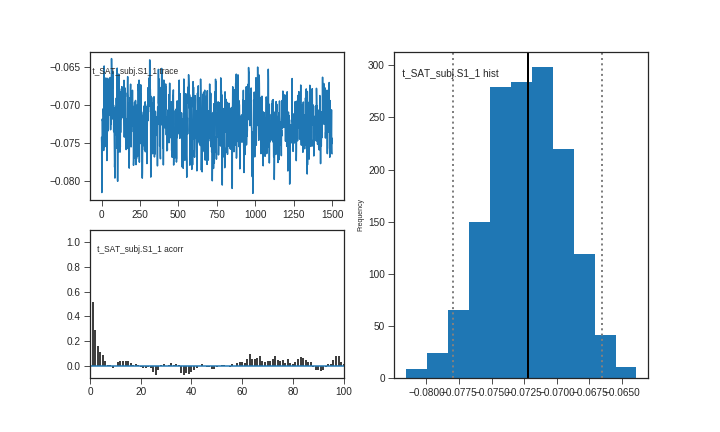 −0.065
−0.070
−0.075
−0.080
t_SAT_subj.S1_1 trace
0 250 500 750 1000 1250 1500
1.0
0.8
0.6
0.4
0.2
0.0
t_SAT_subj.S1_1 acorr
0 20 40 60 80 100
Frequency
300
250
200
150
100
50
0
t_SAT_subj.S1_1 hist
−0.0800 −0.0775 −0.0750 −0.0725 −0.0700 −0.0675 −0.0650